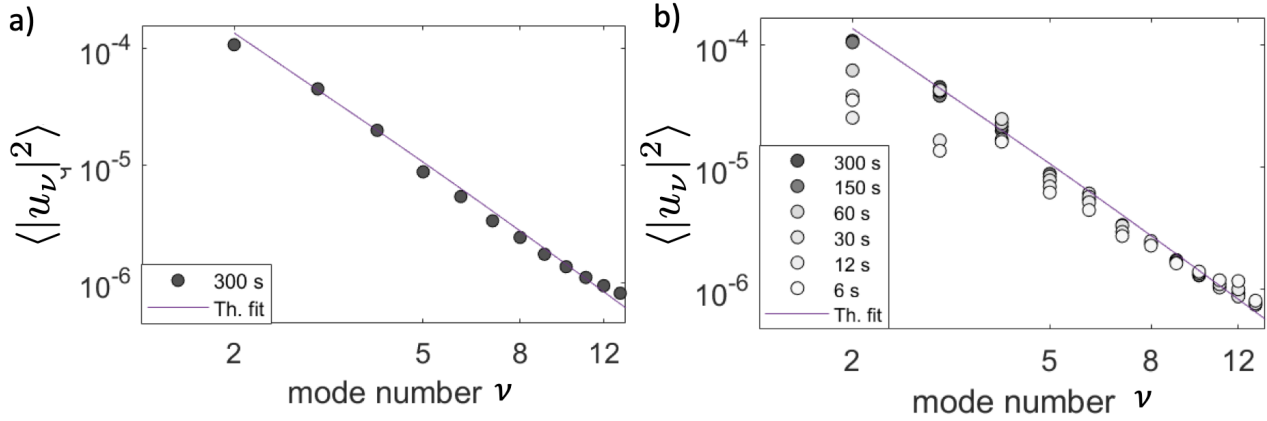 a)
⟨|u_ν|^2⟩
10^-4
10^-5
10^-6
300 s
Th. fit
2 5 8 12
mode number ν
b)
⟨|u_ν|^2⟩
10^-4
10^-5
10^-6
300 s
150 s
60 s
30 s
12 s
6 s
Th. fit
2 5 8 12
mode number ν